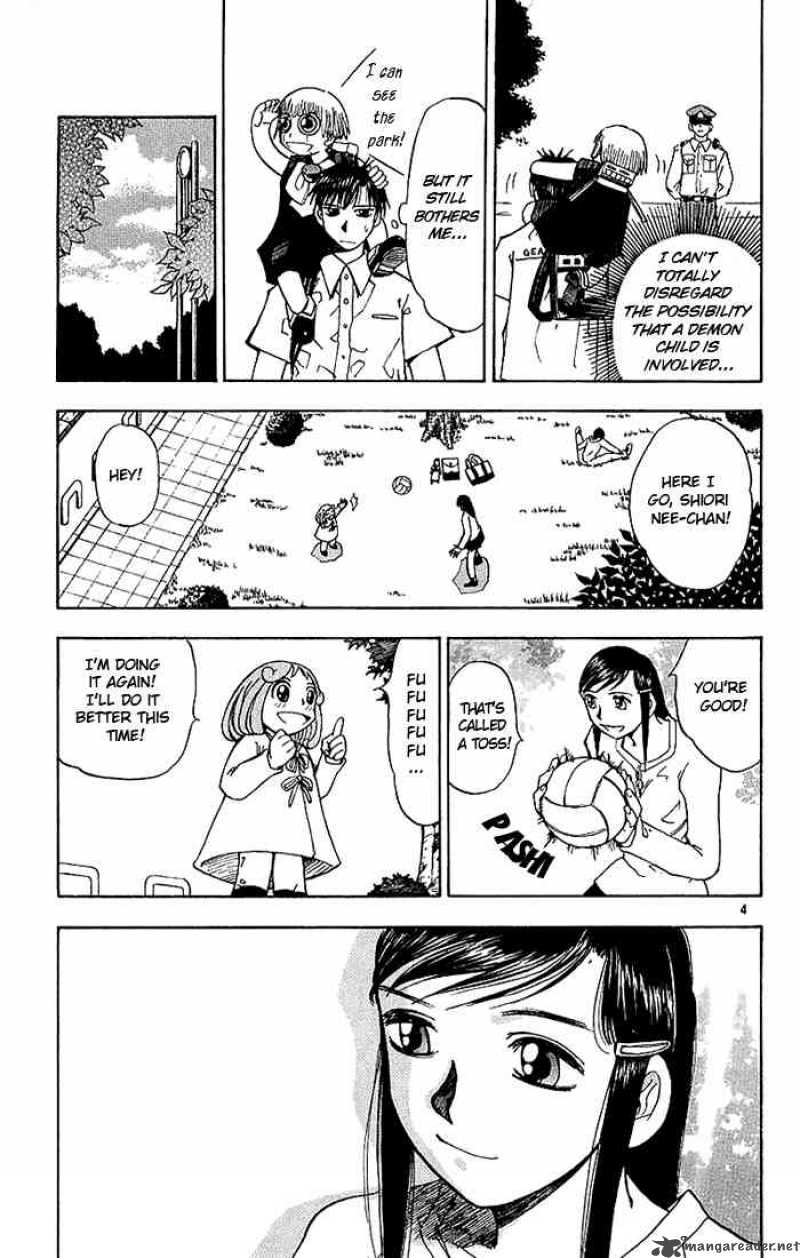 I CAN'T
TOTALLY
DISREGARD
THE POSSIBILITY
THAT A DEMON
CHILD IS
INVOLVED...
GEA
I can
see
the
park!
BUT IT
STILL
BOTHERS
ME...
HERE I
GO, SHIORI
NEE-CHAN!
HEY!
YOU'RE
GOOD!
THAT'S
CALLED
A TOSS!
PASHI
FU
FU
FU
FU
FU
...
I'M DOING
IT AGAIN!
I'LL DO IT
BETTER THIS
TIME!
4
mangareader.net